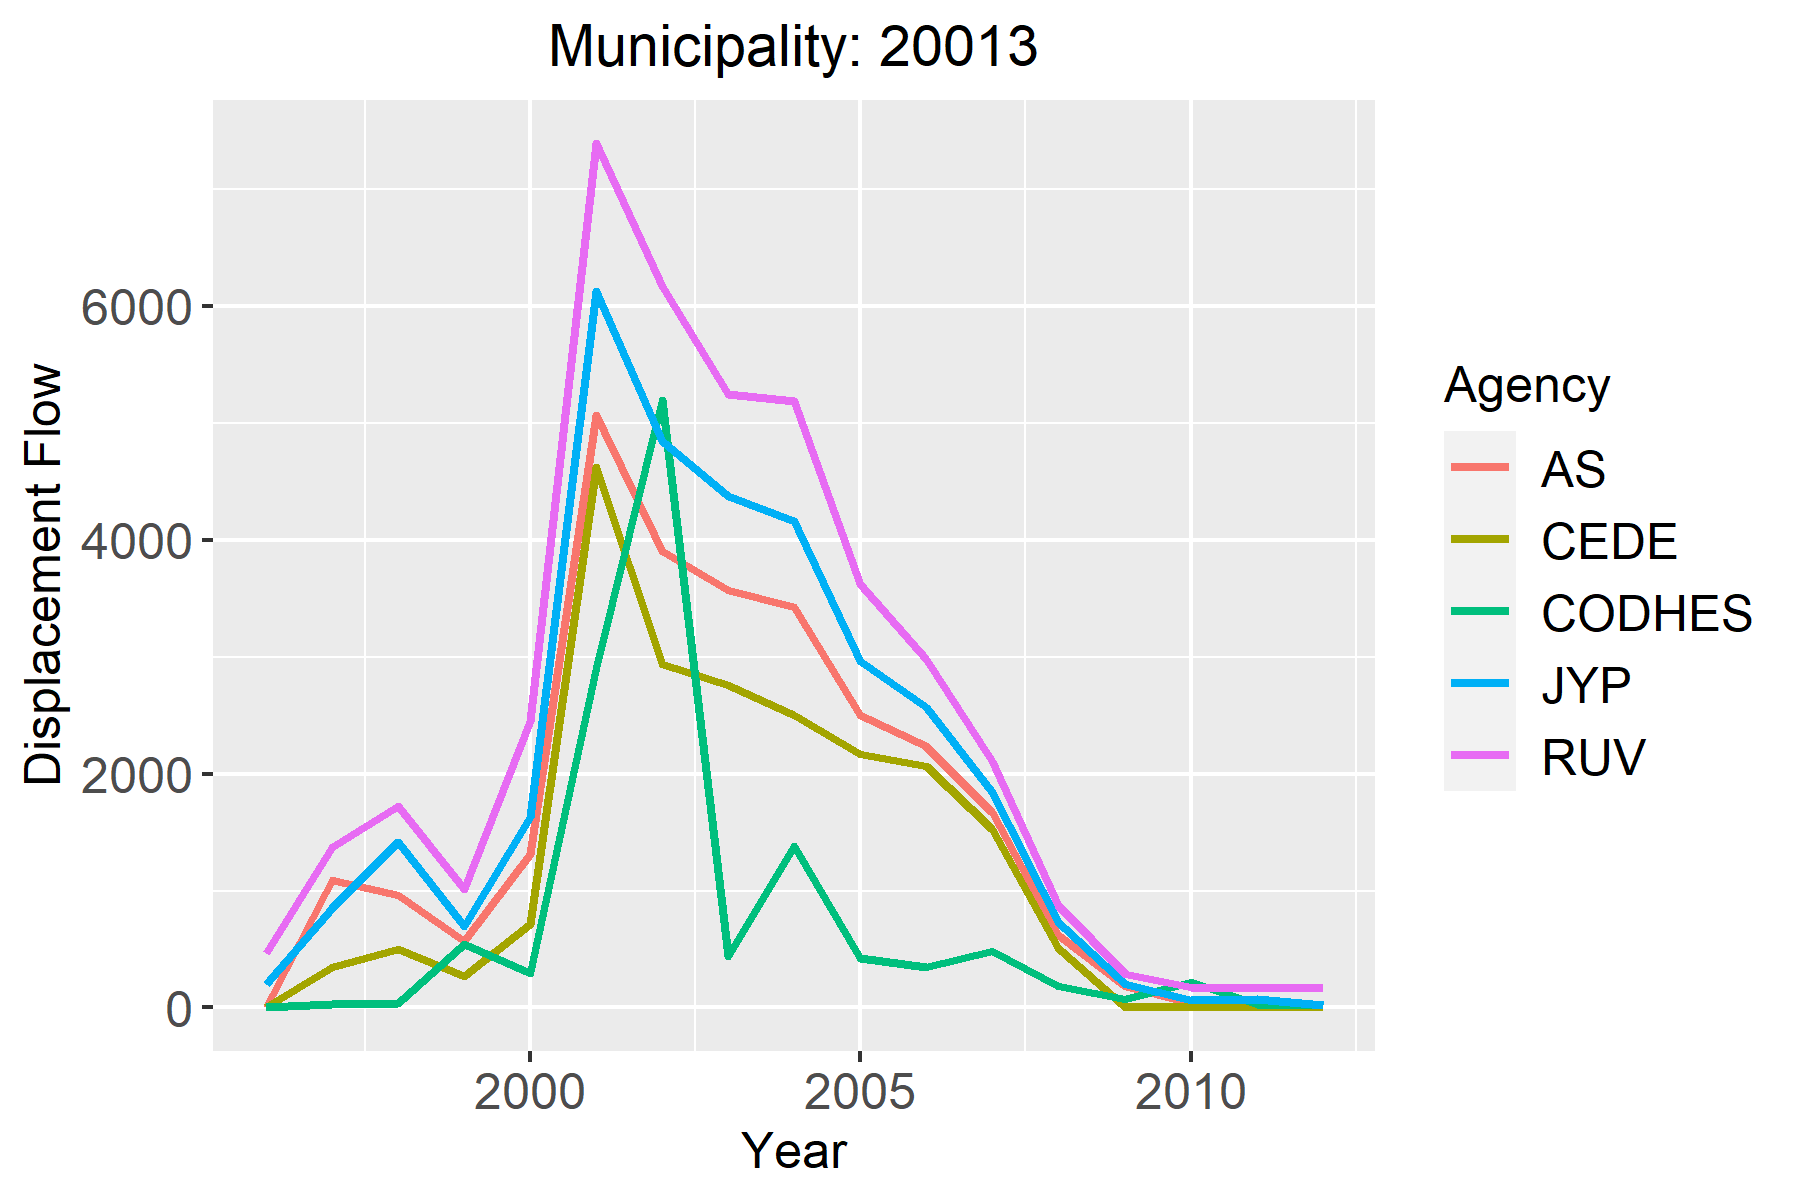 Municipality: 20013
Displacement Flow
6000
4000
2000
0
2000 2005 2010
Year
Agency
AS
CEDE
CODHES
JYP
RUV